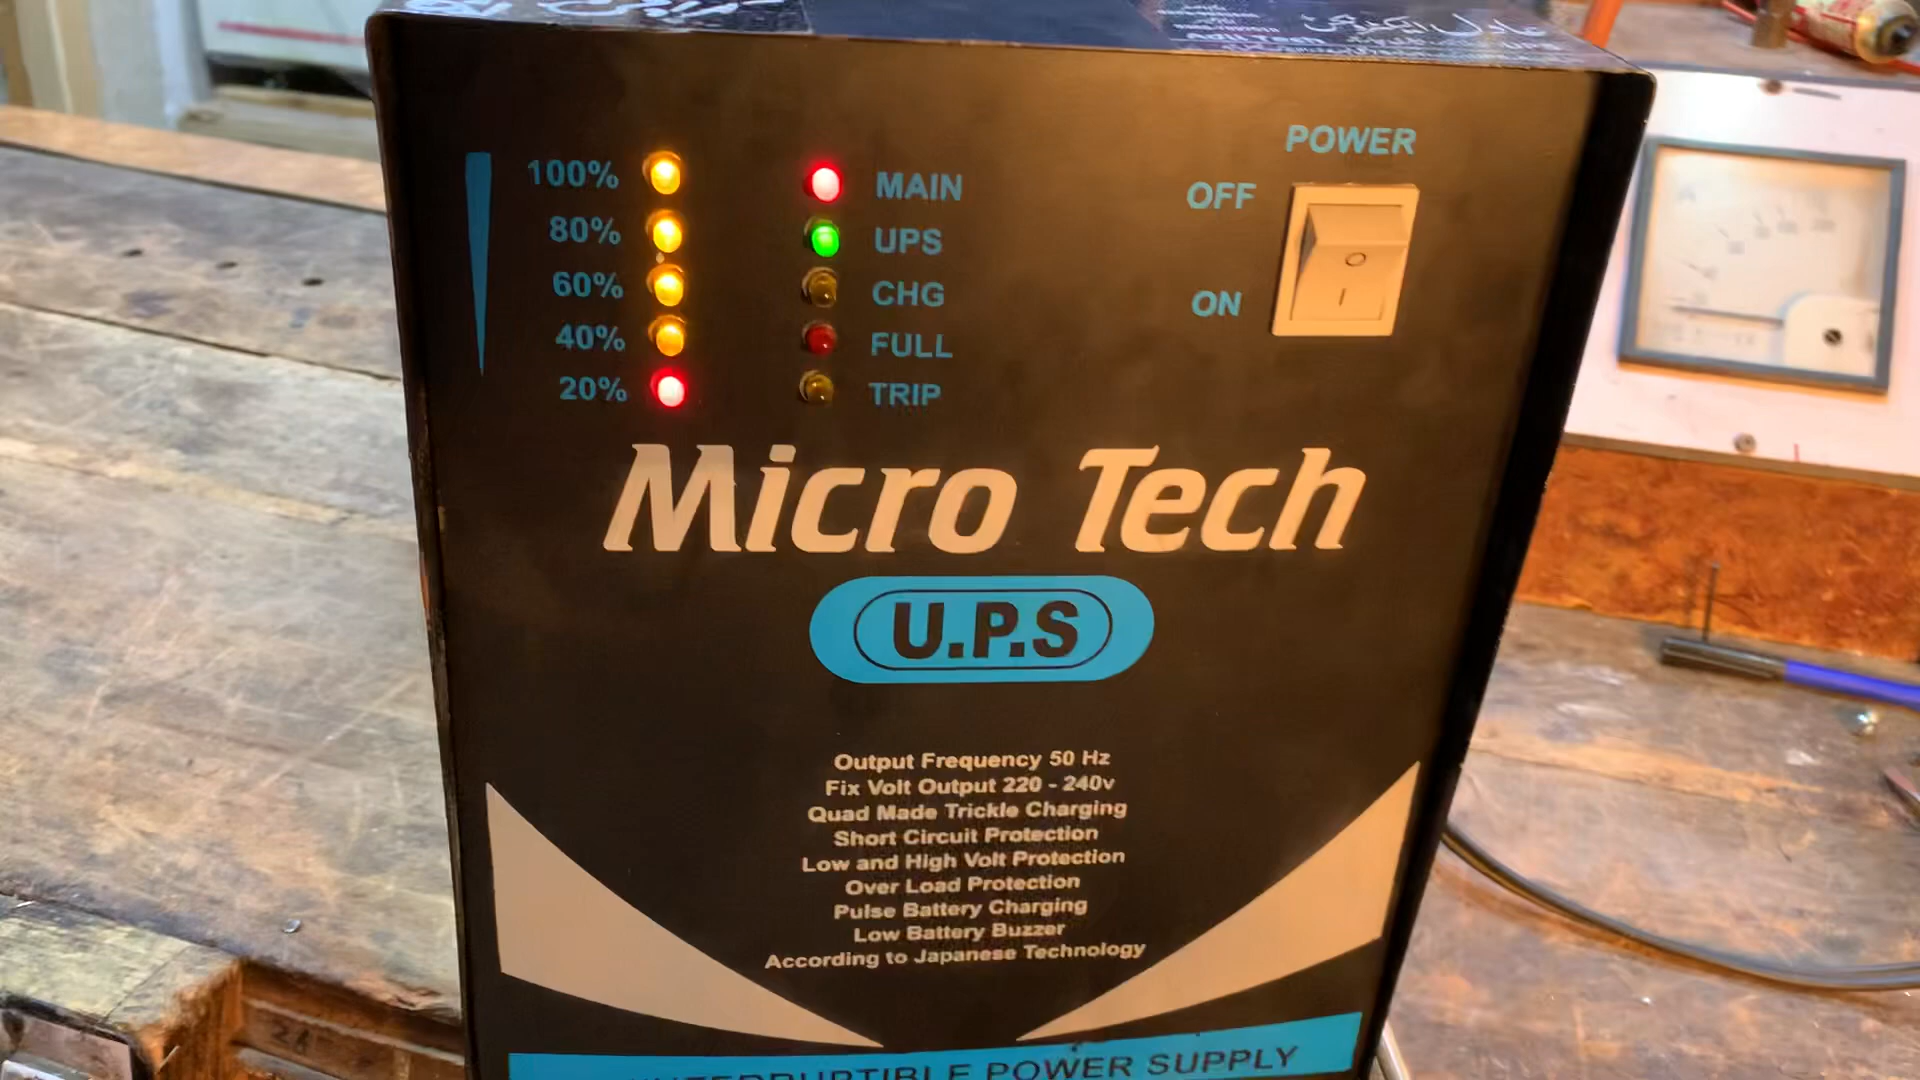 POWER
100% MAIN
OFF
80% UPS
60% CHG
ON
40% FULL
20% TRIP
Micro Tech
U.P.S
Output Frequency 50 Hz
Fix Volt Output 220 - 240v
Quad Made Trickle Charging
Short Circuit Protection
Low and High Volt Protection
Over Load Protection
Pulse Battery Charging
Low Battery Buzzer
According to Japanese Technology
POWER SUPPLY